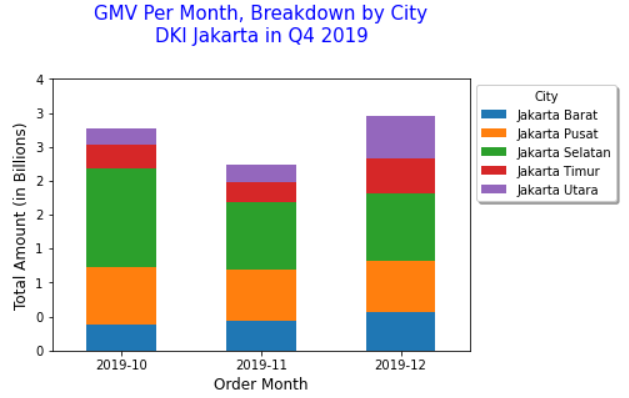 GMV Per Month, Breakdown by City
DKI Jakarta in Q4 2019
4
3
3
2
2
1
1
0
0
Total Amount (in Billions)
2019-10
2019-11
2019-12
Order Month
City
Jakarta Barat
Jakarta Pusat
Jakarta Selatan
Jakarta Timur
Jakarta Utara